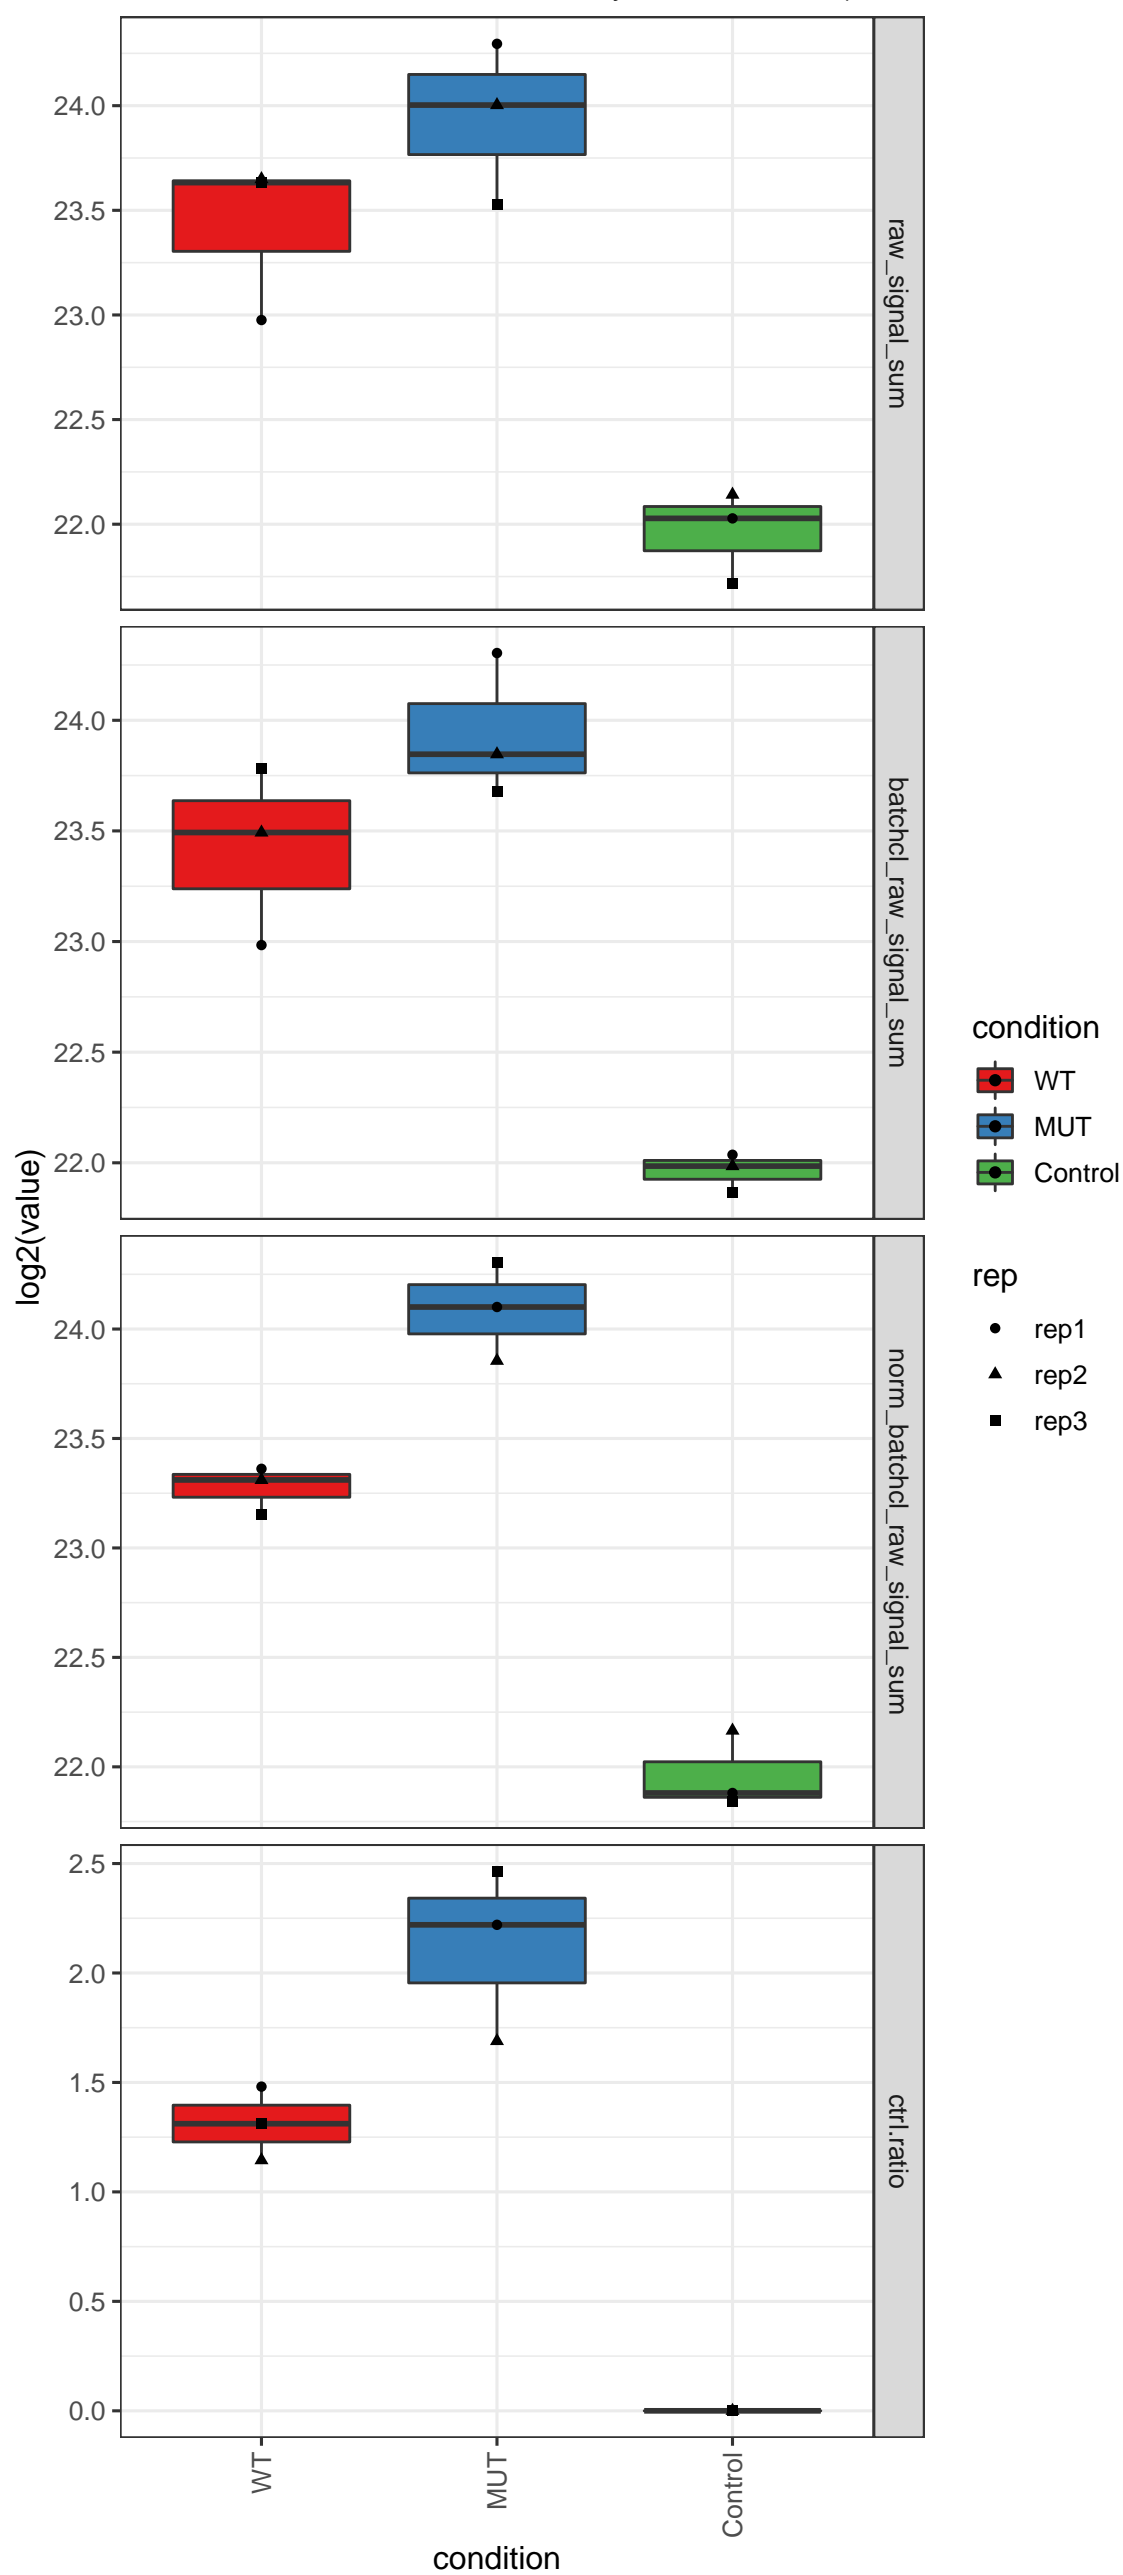 24.0
23.5
23.0
22.5
22.0
raw_signal_sum
24.0
23.5
23.0
22.5
22.0
batchcl_raw_signal_sum
24.0
23.5
23.0
22.5
22.0
norm_batchcl_raw_signal_sum
2.5
2.0
1.5
1.0
0.5
0.0
ctrl.ratio
log2(value)
WT
MUT
Control
condition
condition
WT
MUT
Control
rep
rep1
rep2
rep3